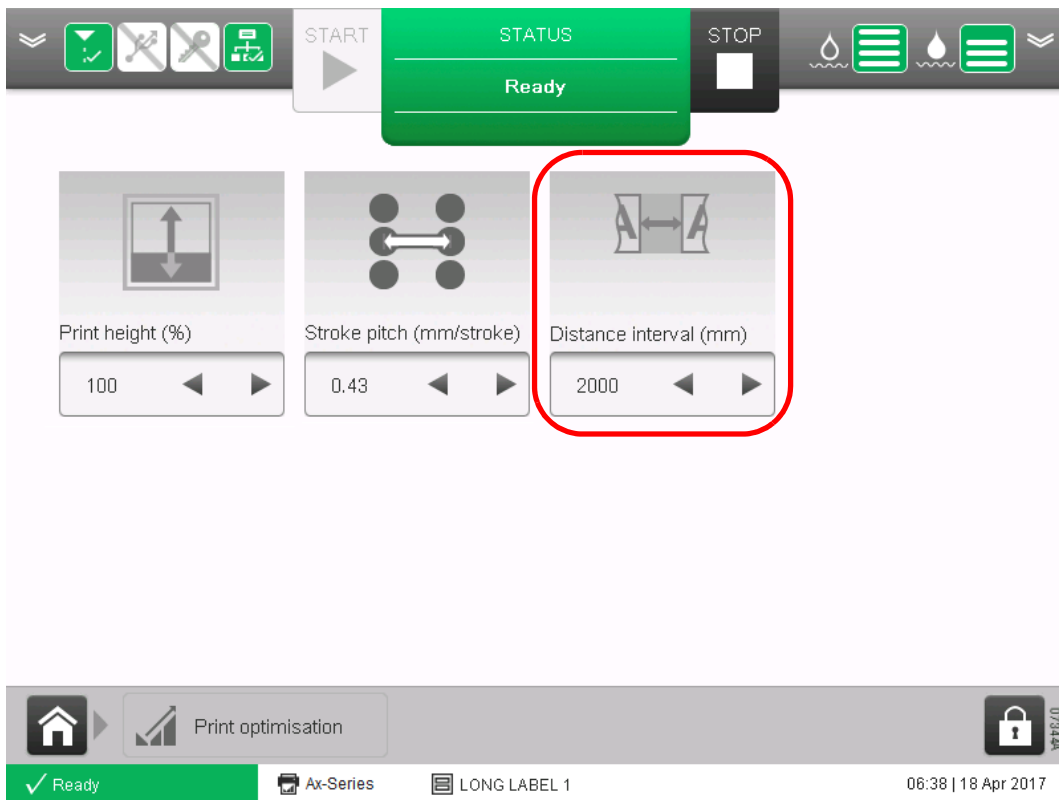 START
STATUS
STOP
Ready
Print height (%)
Stroke pitch (mm/stroke)
Distance interval (mm)
100
0.43
2000
Print optimisation
07344A
Ready
Ax-Series
LONG LABEL 1
06:38 | 18 Apr 2017